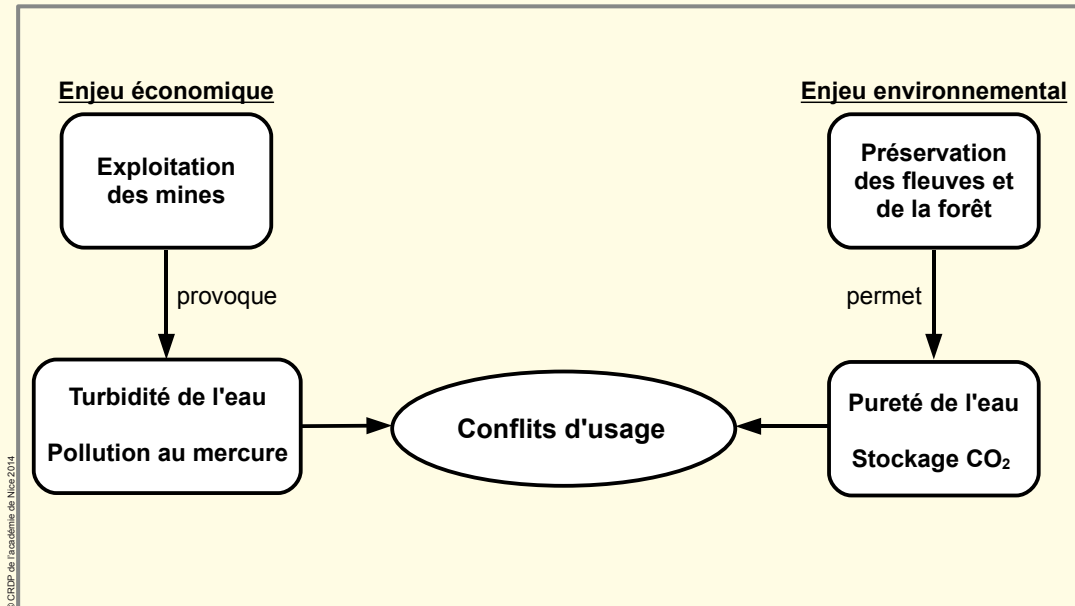 Enjeu économique
Exploitation
des mines
provoque
Turbidité de l'eau
Pollution au mercure
Conflits d'usage
Enjeu environnemental
Préservation
des fleuves et
de la forêt
permet
Pureté de l'eau
Stockage CO₂
© CRDP de l'académie de Nice 2014